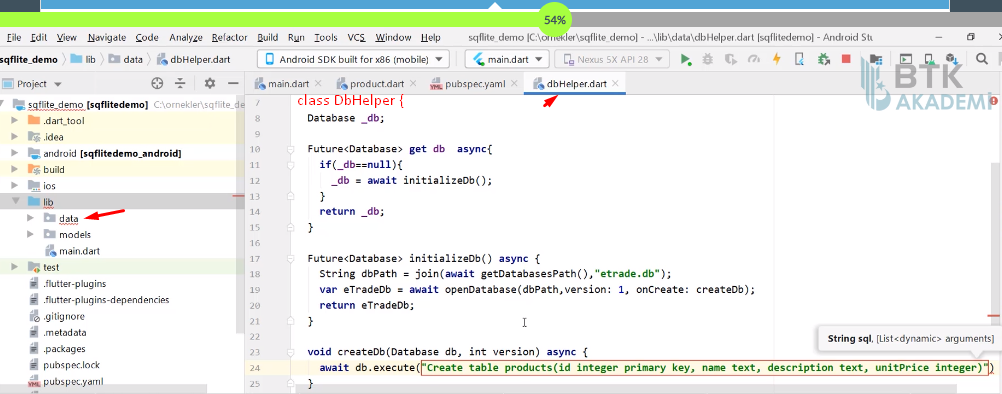 54%
File Edit View Navigate Code Analyze Refactor Build Run Tools VCS Window Help sqflite_demo [C:\ornekler\sqflite_demo] - ...\lib\data\dbHelper.dart [sqflitedemo] - Android Stu
sqflite_demo lib data dbHelper.dart Android SDK built for x86 (mobile) main.dart Nexus 5X API 28
BTK
AKADEMİ
Project main.dart product.dart pubspec.yaml dbHelper.dart
sqflite_demo [sqflitedemo] C:\ornekler\sqflite_de
.dart_tool
.idea
android [sqflitedemo_android]
build
ios
lib
data
models
main.dart
test
.flutter-plugins
.flutter-plugins-dependencies
.gitignore
.metadata
.packages
pubspec.lock
pubspec.yaml
7 class DbHelper {
8 Database _db;
9
10 Future<Database> get db async{
11 if(_db==null){
12 _db = await initializeDb();
13 }
14 return _db;
15 }
16
17 Future<Database> initializeDb() async {
18 String dbPath = join(await getDatabasesPath(),"etrade.db");
19 var eTradeDb = await openDatabase(dbPath,version: 1, onCreate: createDb);
20 return eTradeDb;
21 }
22
String sql, [List<dynamic> arguments]
23 void createDb(Database db, int version) async {
24 await db.execute("Create table products(id integer primary key, name text, description text, unitPrice integer)")
25 }